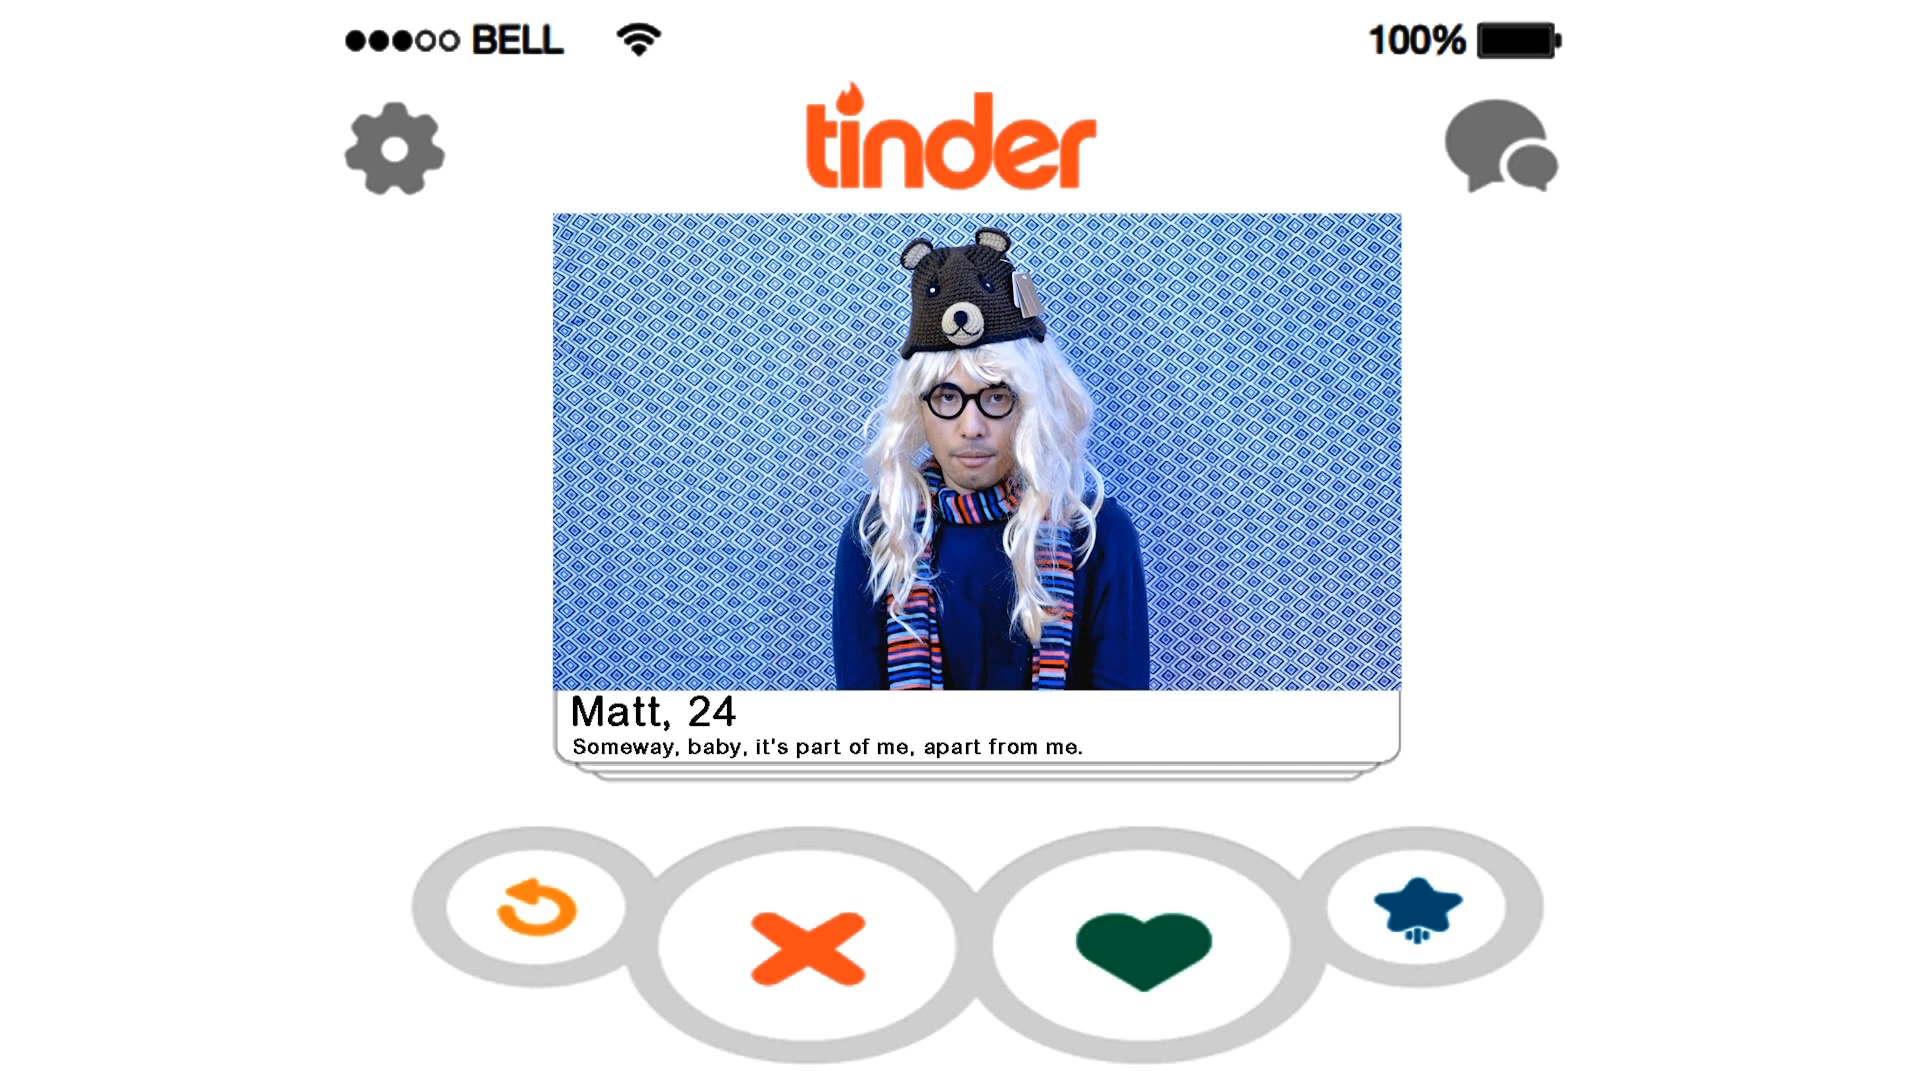 BELL
100%
tinder
Matt, 24
Someway, baby, it's part of me, apart from me.